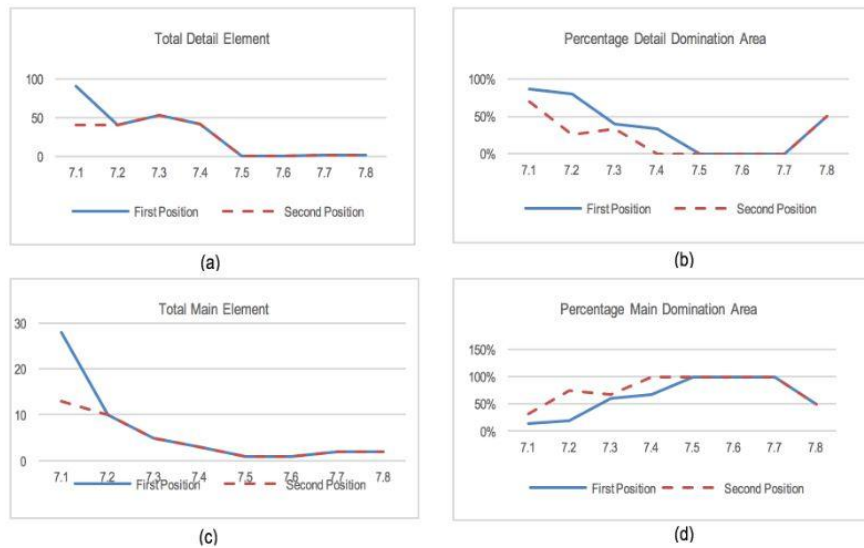 Total Detail Element
100
50
0
7.1 7.2 7.3 7.4 7.5 7.6 7.7 7.8
First Position Second Position
(a)
Percentage Detail Domination Area
100%
50%
0%
7.1 7.2 7.3 7.4 7.5 7.6 7.7 7.8
First Position Second Position
(b)
Total Main Element
30
20
10
0
7.1 7.2 7.3 7.4 7.5 7.6 7.7 7.8
First Position Second Position
(c)
Percentage Main Domination Area
150%
100%
50%
0%
7.1 7.2 7.3 7.4 7.5 7.6 7.7 7.8
First Position Second Position
(d)